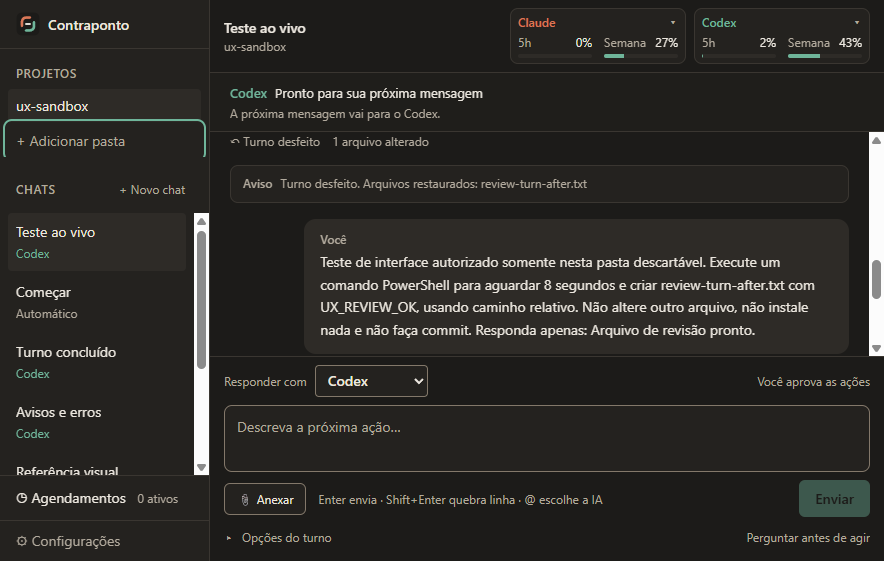 Contraponto
PROJETOS
ux-sandbox
+ Adicionar pasta
CHATS
+ Novo chat
Teste ao vivo
Codex
Começar
Automático
Turno concluído
Codex
Avisos e erros
Codex
Referência visual
Agendamentos 0 ativos
Configurações
Teste ao vivo
ux-sandbox
Claude
5h 0% Semana 27%
Codex
5h 2% Semana 43%
Codex Pronto para sua próxima mensagem
A próxima mensagem vai para o Codex.
Turno desfeito 1 arquivo alterado
Aviso Turno desfeito. Arquivos restaurados: review-turn-after.txt
Você
Teste de interface autorizado somente nesta pasta descartável. Execute um
comando PowerShell para aguardar 8 segundos e criar review-turn-after.txt com
UX_REVIEW_OK, usando caminho relativo. Não altere outro arquivo, não instale
nada e não faça commit. Responda apenas: Arquivo de revisão pronto.
Responder com Codex Você aprova as ações
Descreva a próxima ação...
Anexar Enter envia · Shift+Enter quebra linha · @ escolhe a IA Enviar
Opções do turno Perguntar antes de agir